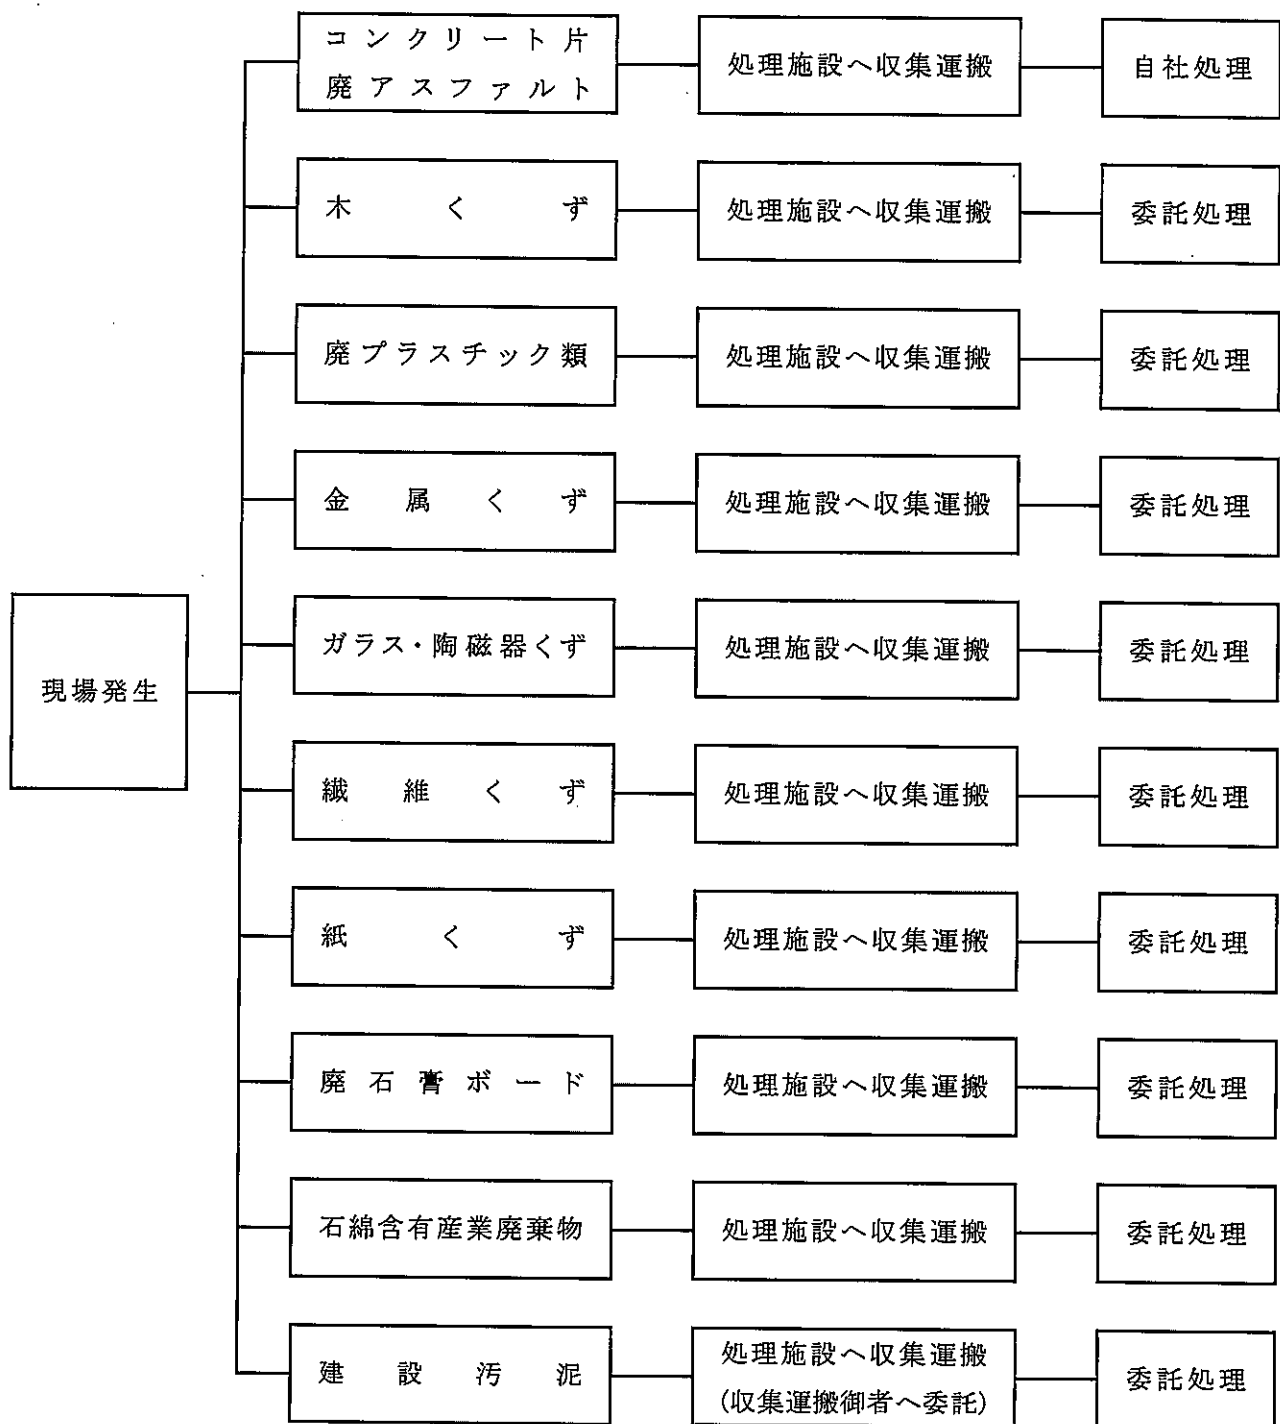 コンクリート片
廃アスファルト
処理施設へ収集運搬
自社処理
木くず
処理施設へ収集運搬
委託処理
廃プラスチック類
処理施設へ収集運搬
委託処理
金属くず
処理施設へ収集運搬
委託処理
ガラス・陶磁器くず
処理施設へ収集運搬
委託処理
現場発生
繊維くず
処理施設へ収集運搬
委託処理
紙くず
処理施設へ収集運搬
委託処理
廃石膏ボード
処理施設へ収集運搬
委託処理
石綿含有産業廃棄物
処理施設へ収集運搬
委託処理
建設汚泥
処理施設へ収集運搬
(収集運搬御者へ委託)
委託処理